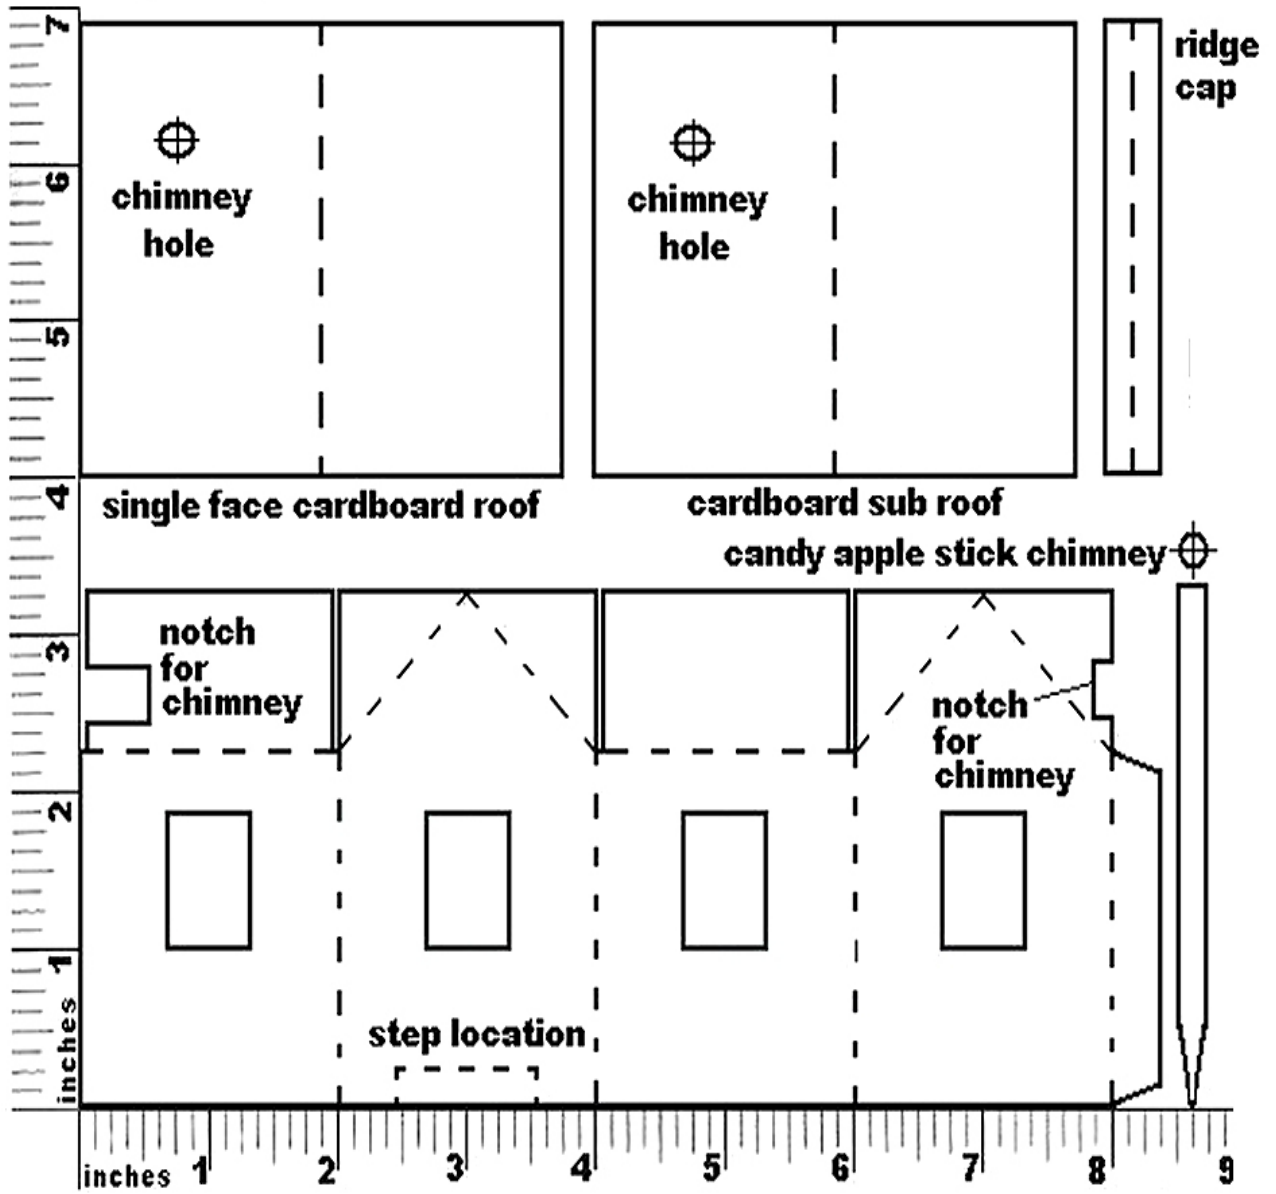 7
6
5
4
3
2
1
inches
ridge
cap
chimney
hole
chimney
hole
single face cardboard roof
cardboard sub roof
candy apple stick chimney
notch
for
chimney
notch
for
chimney
step location
inches 1 2 3 4 5 6 7 8 9